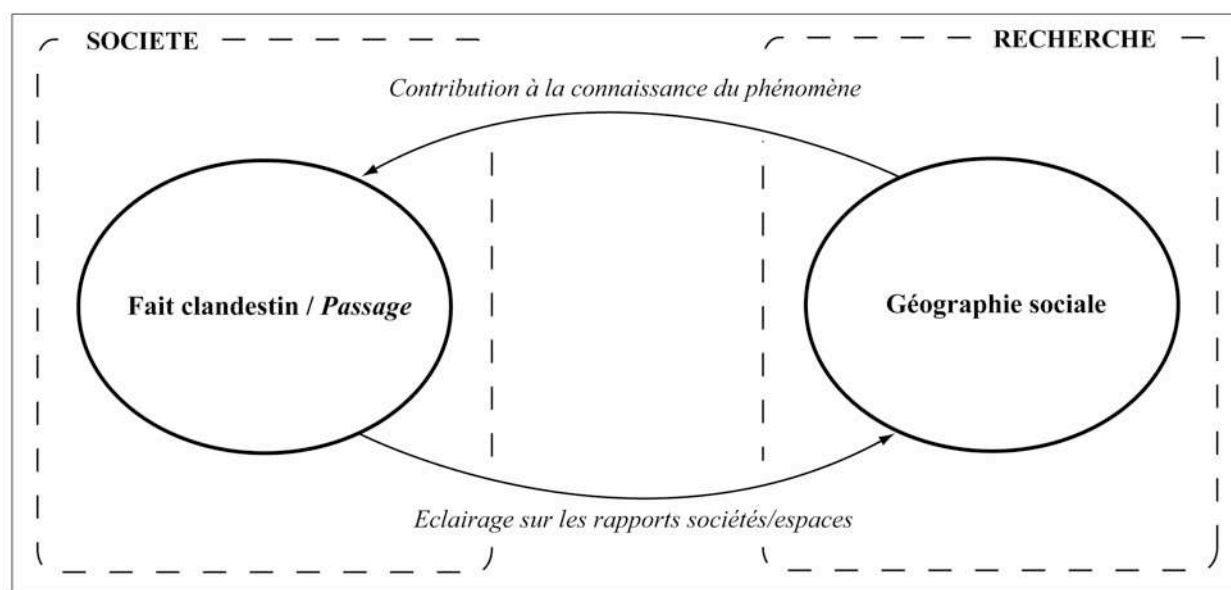 SOCIETE
RECHERCHE
Contribution à la connaissance du phénomène
Fait clandestin / Passage
Géographie sociale
Eclairage sur les rapports sociétés/espaces